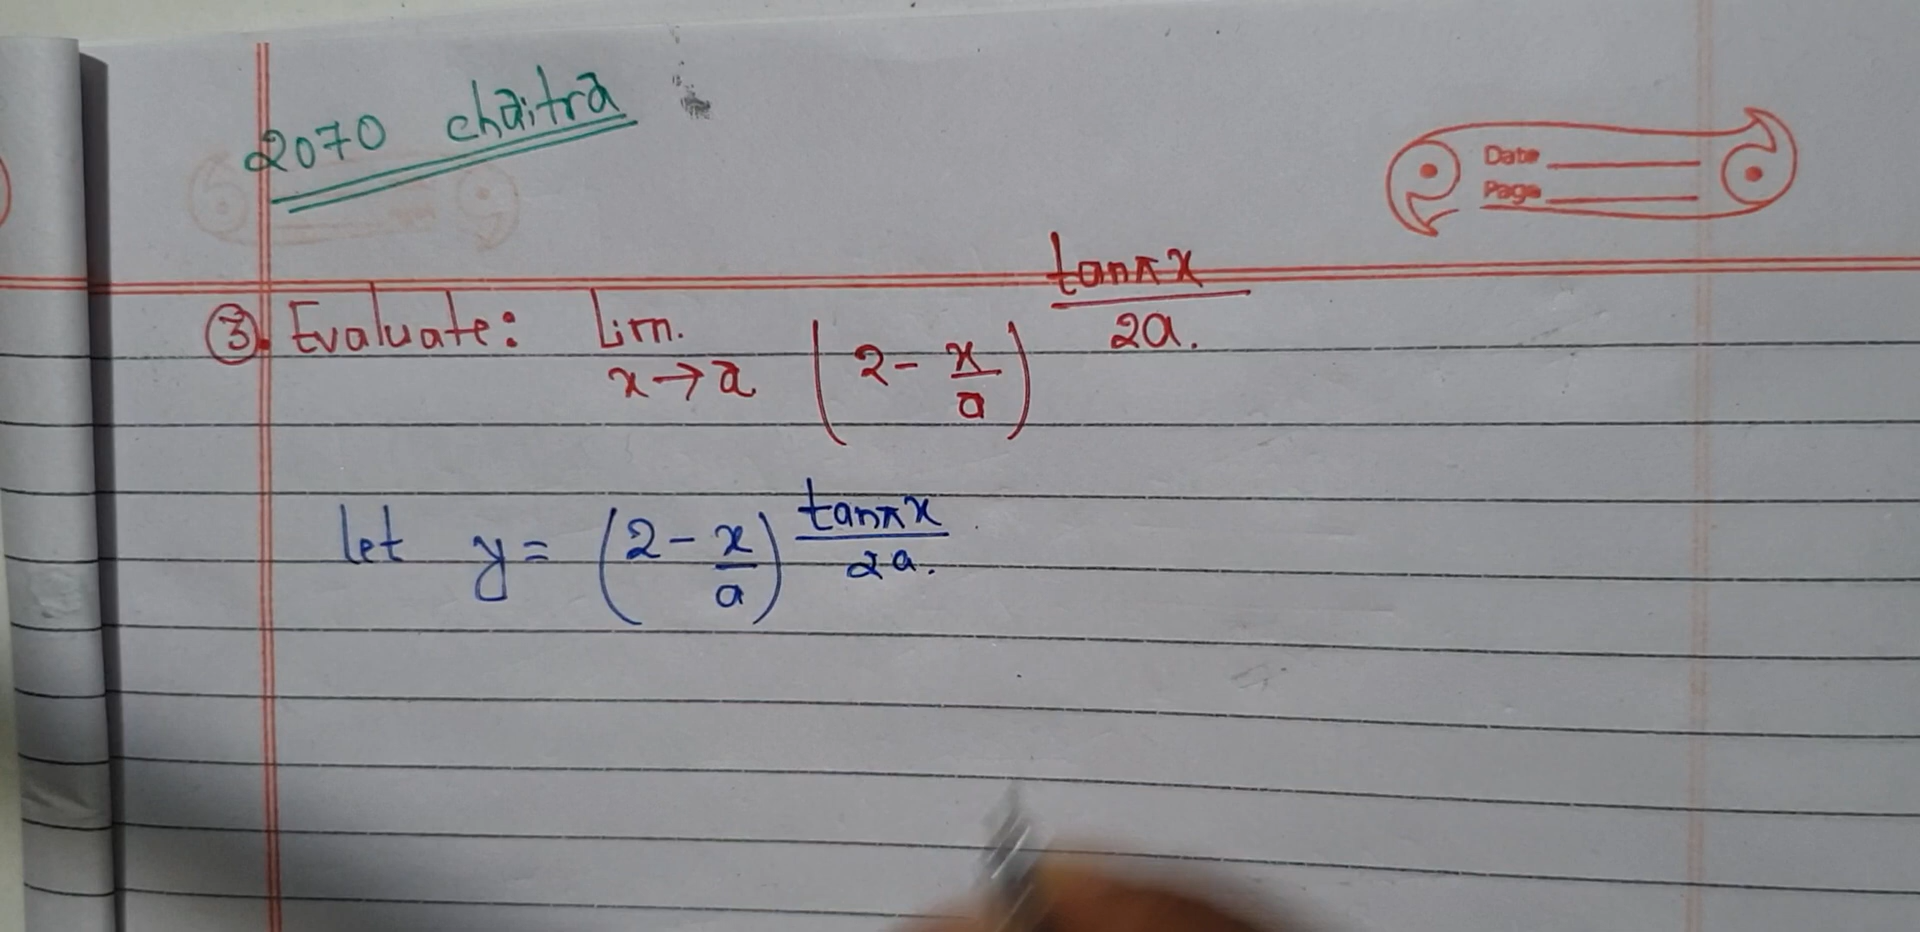 2070 chaitra
Date
Page
③. Evaluate: Lim. x→a (2 - x/a)^(tanπx/2a.)
let y = (2 - x/a)^(tanπx/2a.)